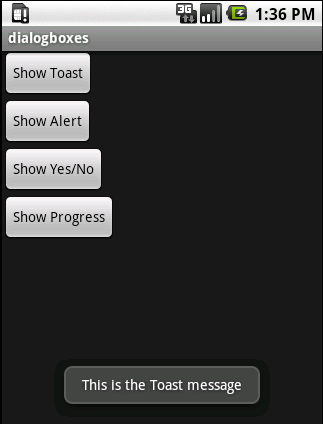 3G 1:36 PM
dialogboxes
Show Toast
Show Alert
Show Yes/No
Show Progress
This is the Toast message